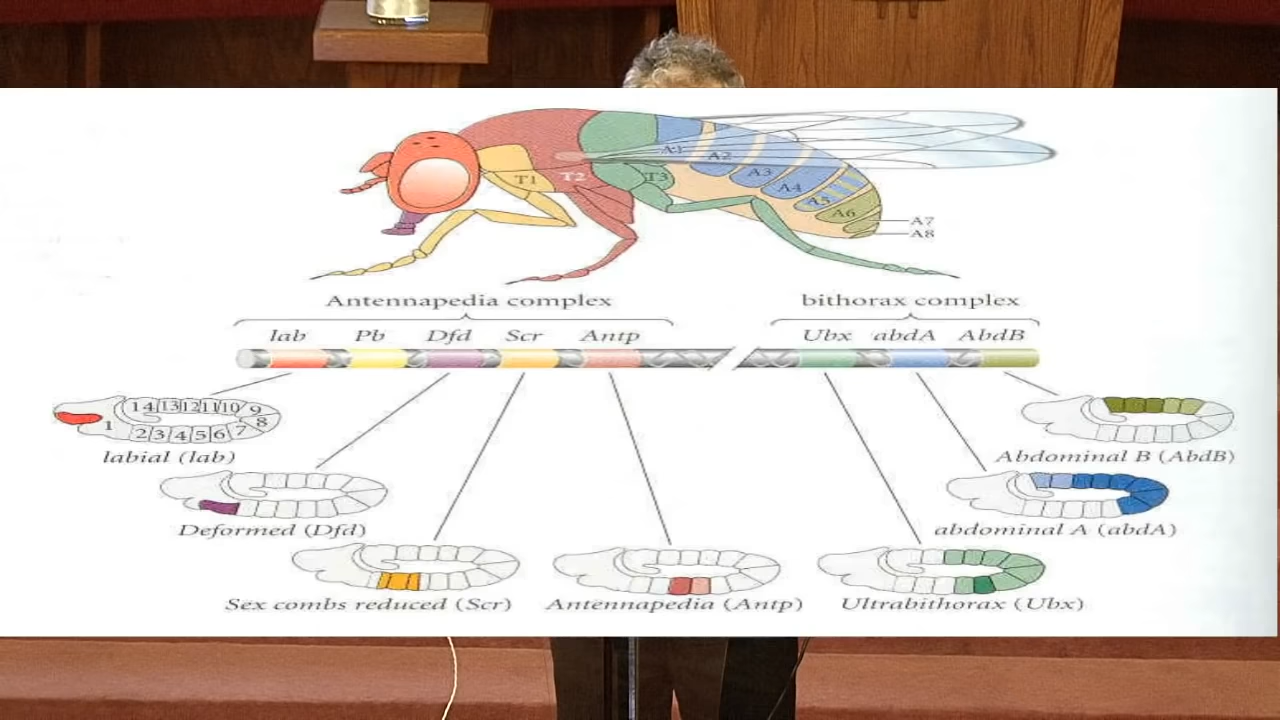 A1
A2
T1
T2
T3
A3
A4
A5
A6
A7
A8
Antennapedia complex
bithorax complex
lab Pb Dfd Scr Antp
Ubx abdA AbdB
14 13 12 11 10 9
8
1
2 3 4 5 6 7
labial (lab)
Abdominal B (AbdB)
Deformed (Dfd)
abdominal A (abdA)
Sex combs reduced (Scr)
Antennapedia (Antp)
Ultrabithorax (Ubx)